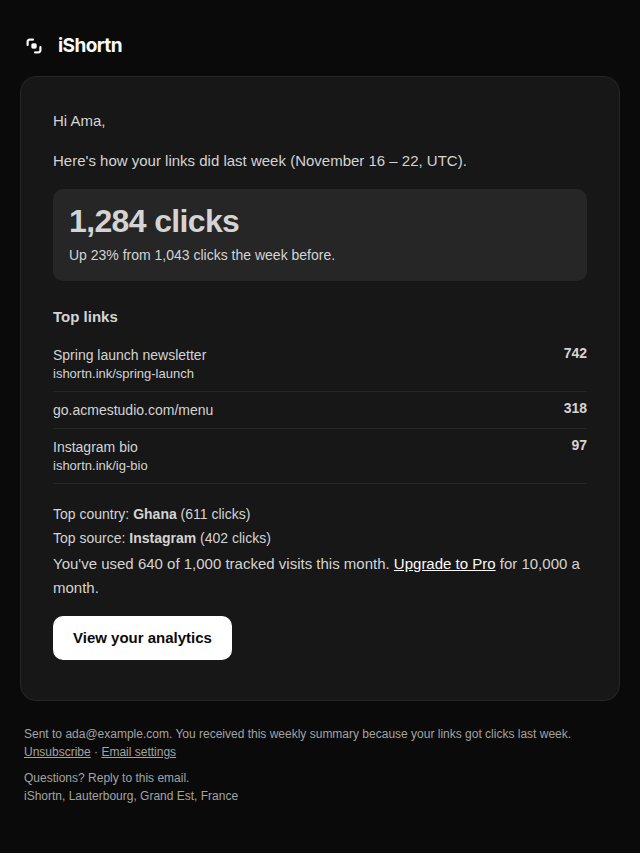 iShortn
Hi Ama,
Here's how your links did last week (November 16 – 22, UTC).
1,284 clicks
Up 23% from 1,043 clicks the week before.
Top links
Spring launch newsletter 742
ishortn.ink/spring-launch
go.acmestudio.com/menu 318
Instagram bio 97
ishortn.ink/ig-bio
Top country: Ghana (611 clicks)
Top source: Instagram (402 clicks)
You've used 640 of 1,000 tracked visits this month. Upgrade to Pro for 10,000 a
month.
View your analytics
Sent to ada@example.com. You received this weekly summary because your links got clicks last week.
Unsubscribe · Email settings
Questions? Reply to this email.
iShortn, Lauterbourg, Grand Est, France